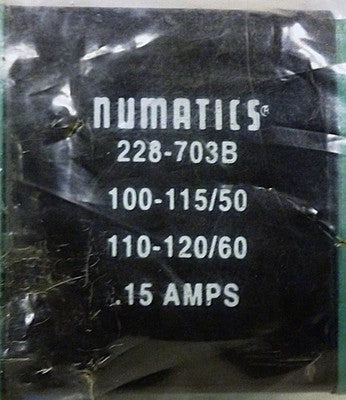 NUMATICS®
228-703B
100-115/50
110-120/60
.15 AMPS